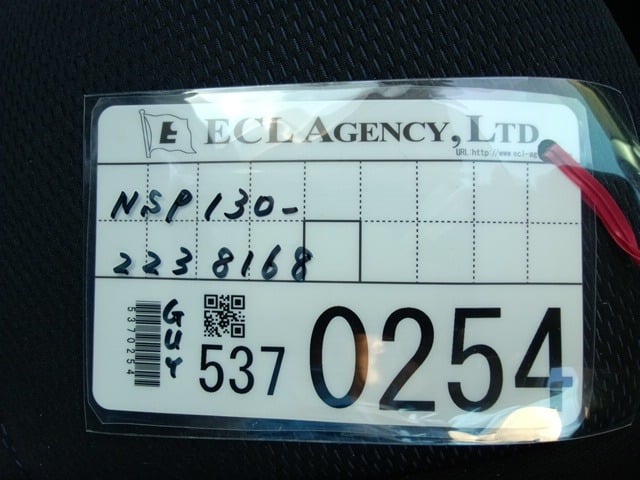 E ECL AGENCY, LTD.
URL:http://www.ecl-ag
NSP130-
2238168
5370254
GUY
537 0254